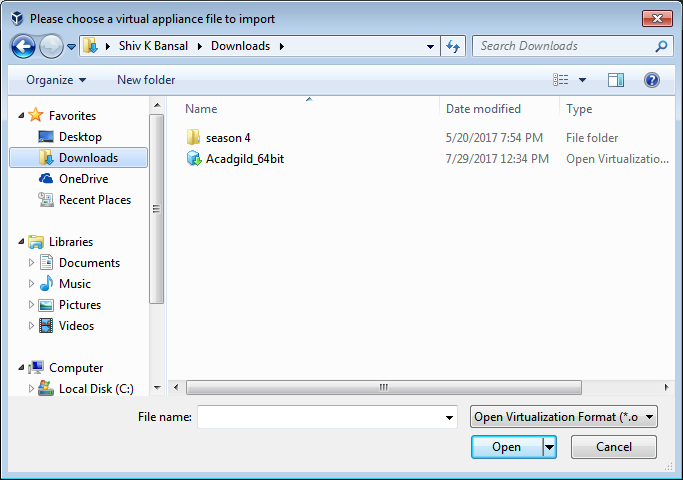 Please choose a virtual appliance file to import
Shiv K Bansal Downloads
Search Downloads
Organize New folder
Name Date modified Type
Favorites
Desktop
Downloads
OneDrive
Recent Places
Libraries
Documents
Music
Pictures
Videos
Computer
Local Disk (C:)
season 4 5/20/2017 7:54 PM File folder
Acadgild_64bit 7/29/2017 12:34 PM Open Virtualizatio...
File name:
Open Virtualization Format (*.o
Open Cancel